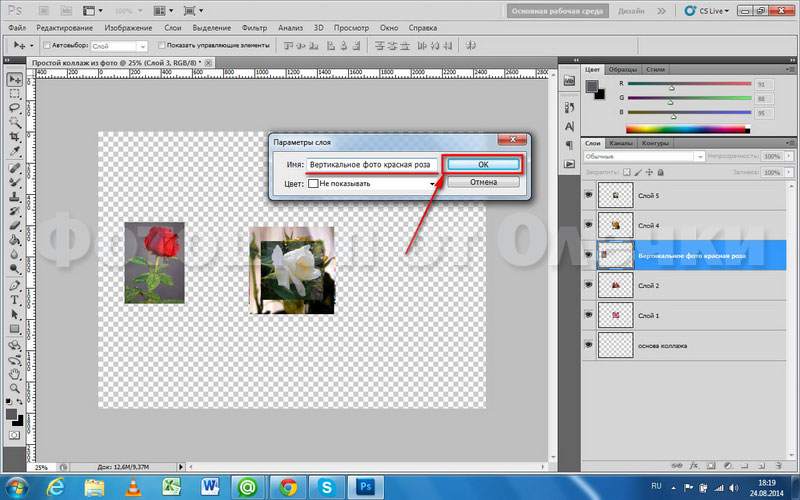 Ps
100%
Основная рабочая среда
Дизайн
CS Live
Файл Редактирование Изображение Слои Выделение Фильтр Анализ 3D Просмотр Окно Справка
Автовыбор: Слой Показать управляющие элементы
Простой коллаж из фото @ 25% (Слой 3, RGB/8) *
Параметры слоя
Имя: Вертикальное фото красная роза
OK
Цвет: Не показывать
Отмена
Цвет Образцы Стили
R 91
G 88
B 95
Слои Каналы Контуры
Обычные Непрозрачность: 100%
Закрепить: Заливка: 100%
Слой 5
Слой 4
Вертикальное фото красная роза
Слой 2
Слой 1
основа коллажа
25% Док: 12,6M/9,37M
RU
18:19
24.08.2014